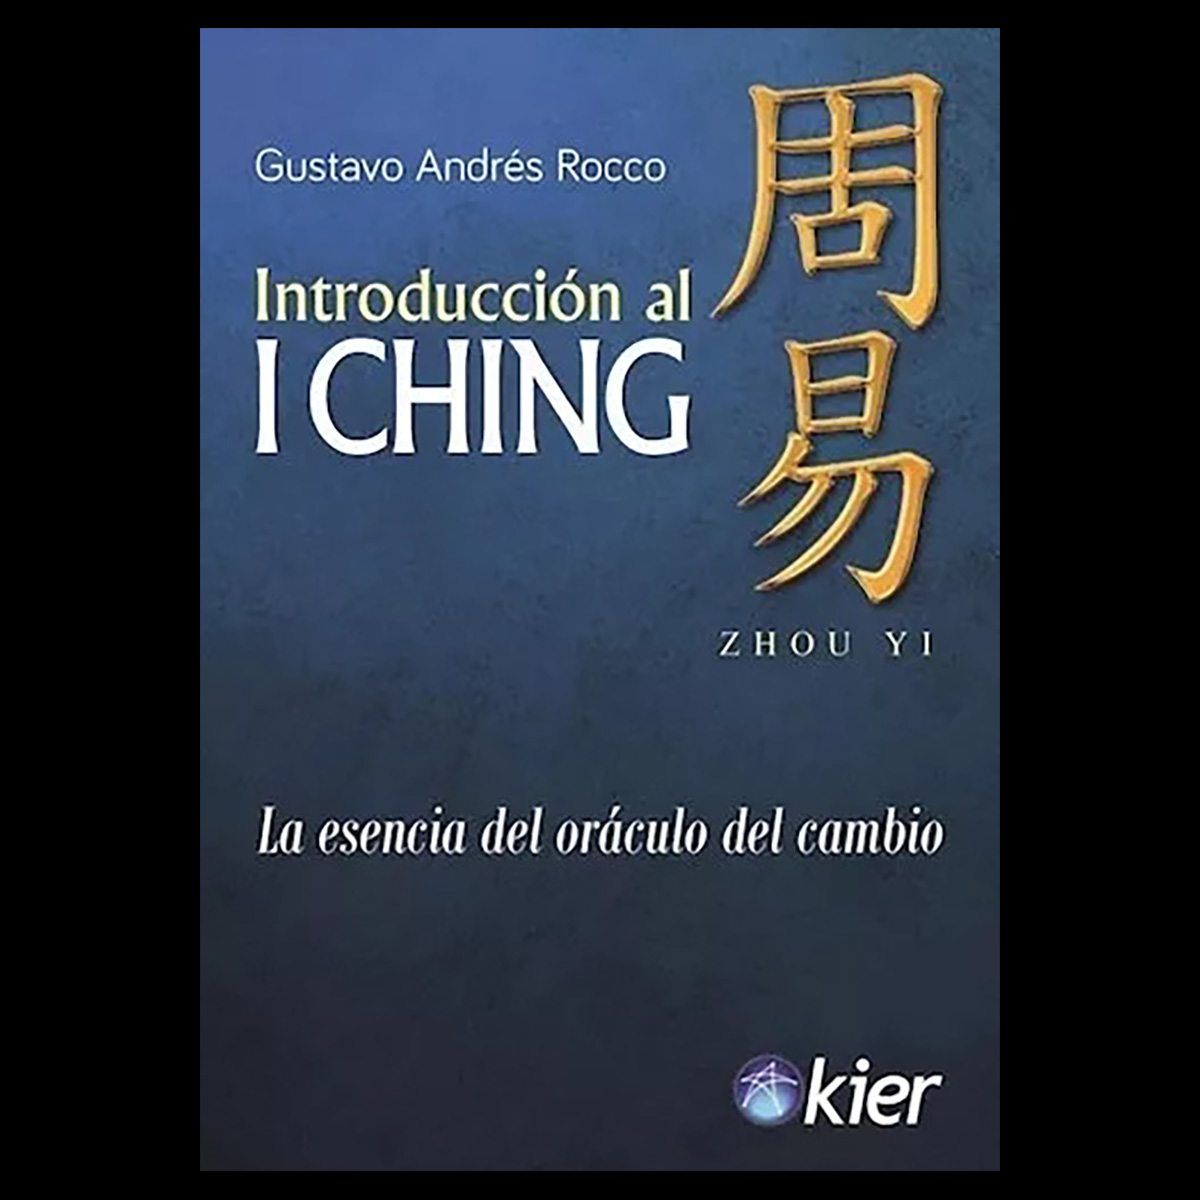 Gustavo Andrés Rocco
Introducción al
I CHING
周
易
ZHOU YI
La esencia del oráculo del cambio
kier